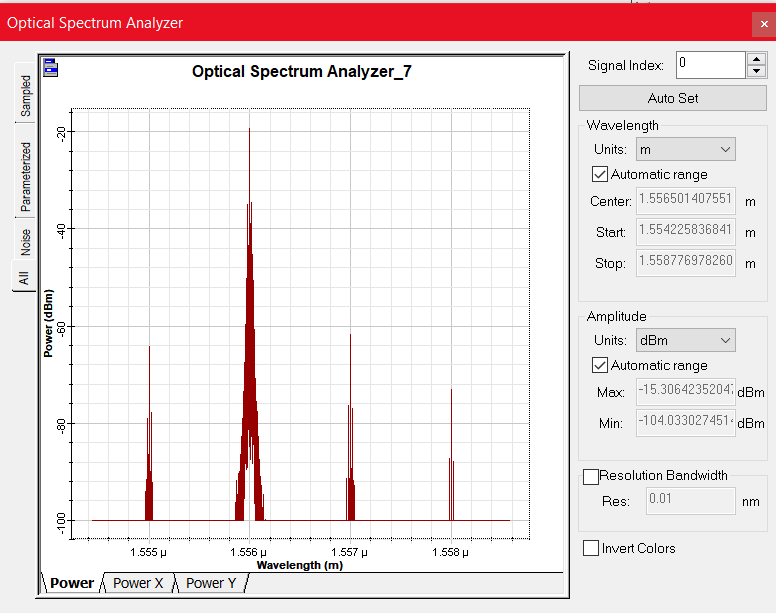 Optical Spectrum Analyzer
Sampled
Parameterized
Noise
All
Optical Spectrum Analyzer_7
Power (dBm)
-20
-40
-60
-80
-100
1.555 µ 1.556 µ 1.557 µ 1.558 µ
Wavelength (m)
Power Power X Power Y
Signal Index: 0
Auto Set
Wavelength
Units: m
Automatic range
Center: 1.556501407551 m
Start: 1.554225836841 m
Stop: 1.558776978260 m
Amplitude
Units: dBm
Automatic range
Max: -15.3064235204 dBm
Min: -104.033027451 dBm
Resolution Bandwidth
Res: 0.01 nm
Invert Colors